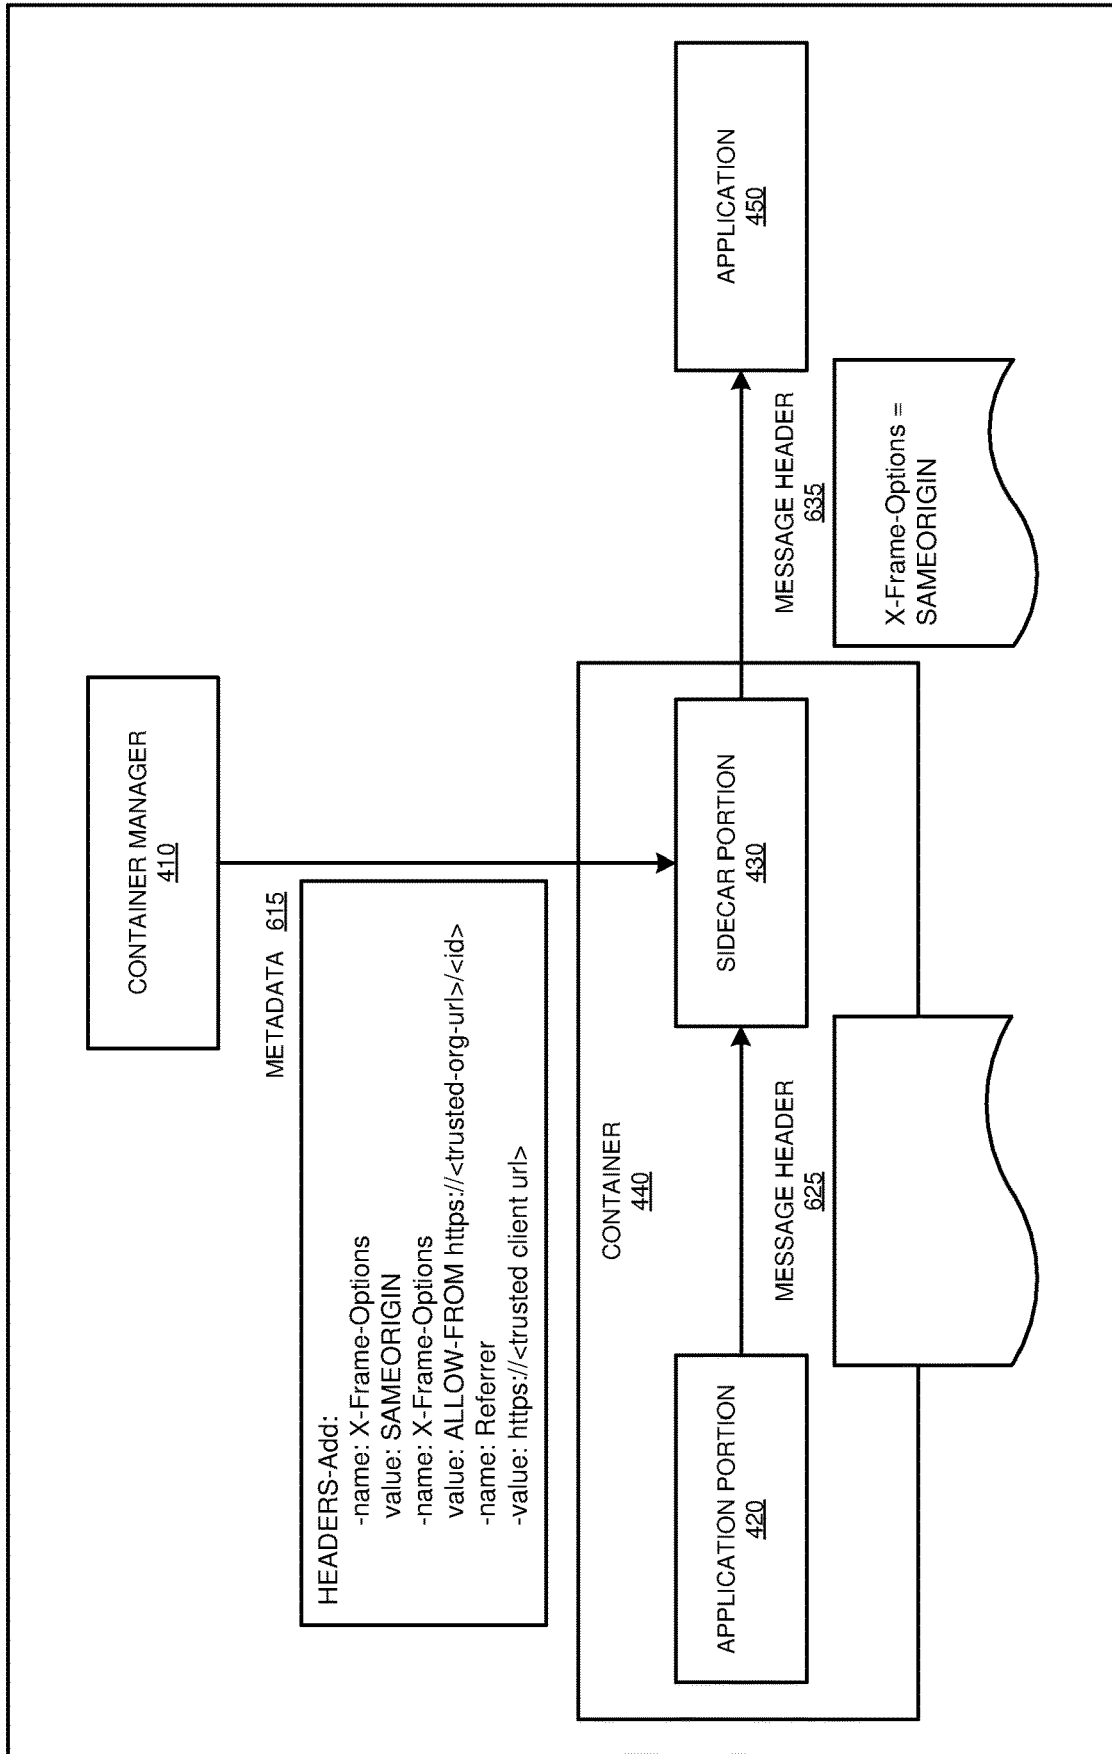 CONTAINER MANAGER
410
METADATA 615
HEADERS-Add:
-name: X-Frame-Options
value: SAMEORIGIN
-name: X-Frame-Options
value: ALLOW-FROM https://<trusted-org-url>/<id>
-name: Referrer
-value: https://<trusted client url>
CONTAINER
440
APPLICATION PORTION
420
MESSAGE HEADER
625
SIDECAR PORTION
430
MESSAGE HEADER
635
X-Frame-Options =
SAMEORIGIN
APPLICATION
450